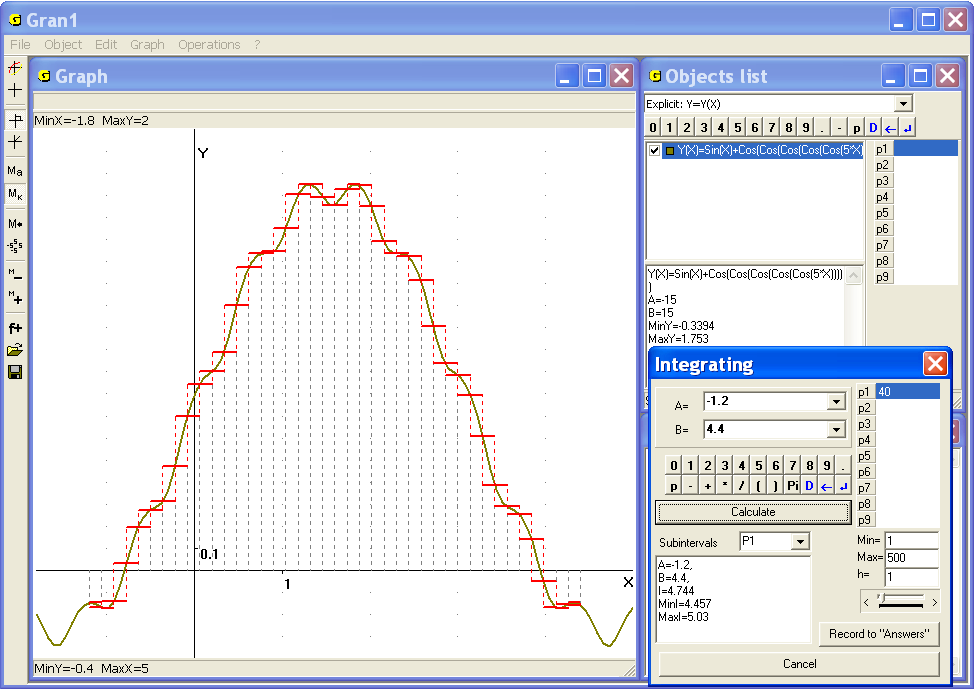 Gran1
File Object Edit Graph Operations ?
Graph
MinX=-1.8 MaxY=2
Y
0.1
1
X
MinY=-0.4 MaxX=5
Ma
Mк
M
-s$s
M
M+
f+
Objects list
Explicit: Y=Y(X)
0 1 2 3 4 5 6 7 8 9 . - p D ← ↵
Y(X)=Sin(X)+Cos(Cos(Cos(Cos(Cos(5*X)
p1
p2
p3
p4
p5
p6
p7
p8
p9
Y(X)=Sin(X)+Cos(Cos(Cos(Cos(Cos(5*X))))
)
A=-15
B=15
MinY=-0.3394
MaxY=1.753
Integrating
A= -1.2
B= 4.4
0 1 2 3 4 5 6 7 8 9 .
p - + * / ( ) Pi D ← ↵
Calculate
Subintervals P1
A=-1.2,
B=4.4,
I=4.744
MinI=4.457
MaxI=5.03
p1 40
p2
p3
p4
p5
p6
p7
p8
p9
Min= 1
Max= 500
h= 1
Record to "Answers"
Cancel